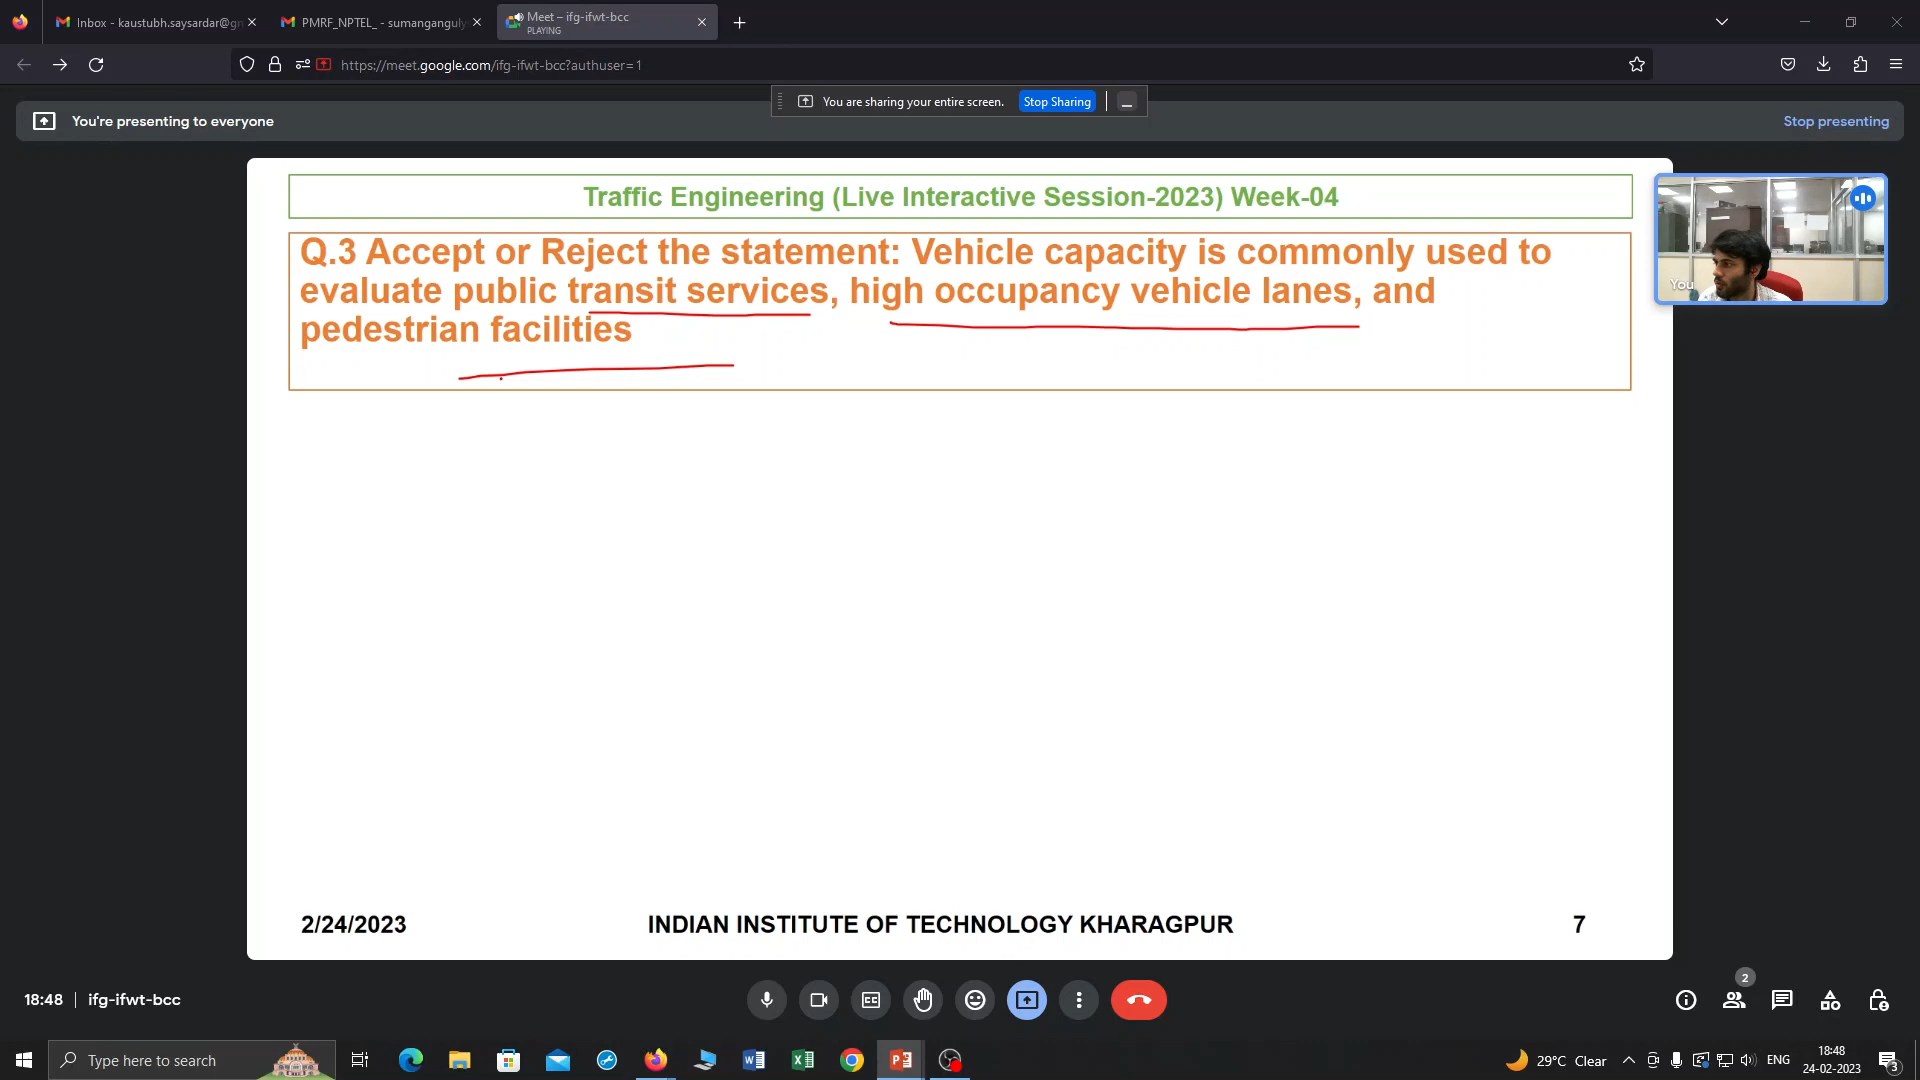 Inbox - kaustubh.saysardar@gm
PMRF_NPTEL_ - sumanganguly
Meet – ifg-ifwt-bcc
PLAYING
https://meet.google.com/ifg-ifwt-bcc?authuser=1
You are sharing your entire screen.
Stop Sharing
You're presenting to everyone
Stop presenting
Traffic Engineering (Live Interactive Session-2023) Week-04
Q.3 Accept or Reject the statement: Vehicle capacity is commonly used to
evaluate public transit services, high occupancy vehicle lanes, and
pedestrian facilities
You
2/24/2023
INDIAN INSTITUTE OF TECHNOLOGY KHARAGPUR
7
18:48
ifg-ifwt-bcc
2
Type here to search
29°C Clear
ENG
18:48
24-02-2023
3